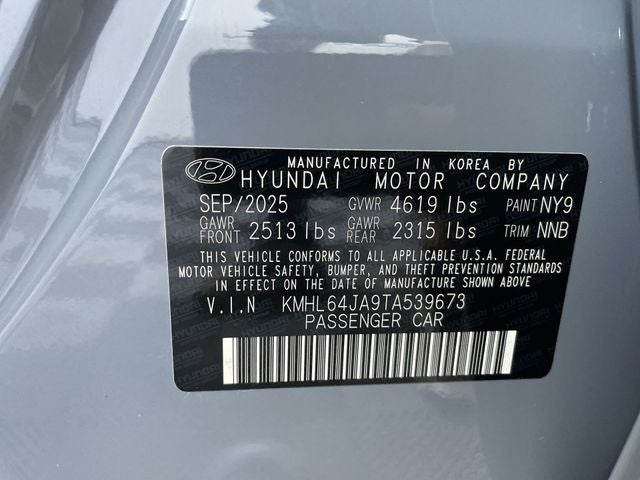 MANUFACTURED IN KOREA BY
HYUNDAI MOTOR COMPANY
SEP/2025 GVWR 4619 lbs PAINT NY9
GAWR FRONT 2513 lbs GAWR REAR 2315 lbs TRIM NNB
THIS VEHICLE CONFORMS TO ALL APPLICABLE U.S.A. FEDERAL
MOTOR VEHICLE SAFETY, BUMPER, AND THEFT PREVENTION STANDARDS
IN EFFECT ON THE DATE OF MANUFACTURE SHOWN ABOVE
V.I.N KMHL64JA9TA539673
PASSENGER CAR